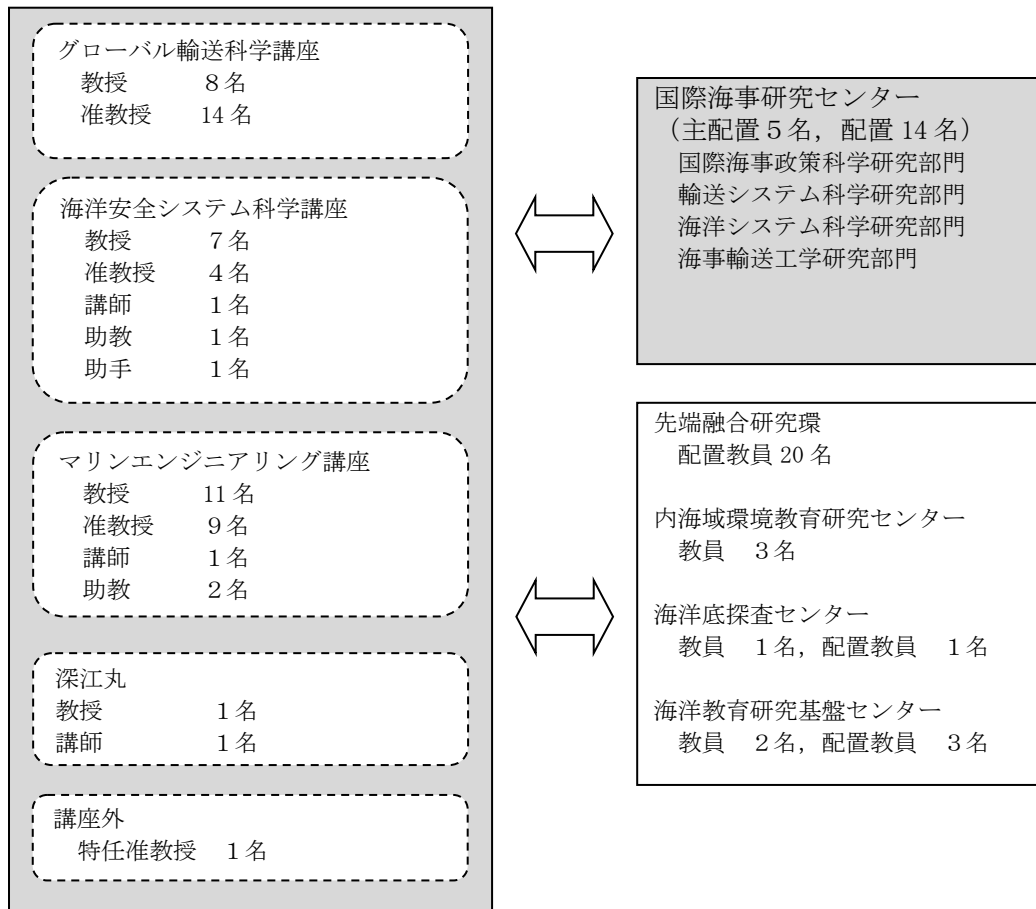 グローバル輸送科学講座
教授 8名
准教授 14名
海洋安全システム科学講座
教授 7名
准教授 4名
講師 1名
助教 1名
助手 1名
マリンエンジニアリング講座
教授 11名
准教授 9名
講師 1名
助教 2名
深江丸
教授 1名
講師 1名
講座外
特任准教授 1名
国際海事研究センター
(主配置5名,配置14名)
国際海事政策科学研究部門
輸送システム科学研究部門
海洋システム科学研究部門
海事輸送工学研究部門
先端融合研究環
配置教員20名
内海域環境教育研究センター
教員 3名
海洋底探査センター
教員 1名,配置教員 1名
海洋教育研究基盤センター
教員 2名,配置教員 3名